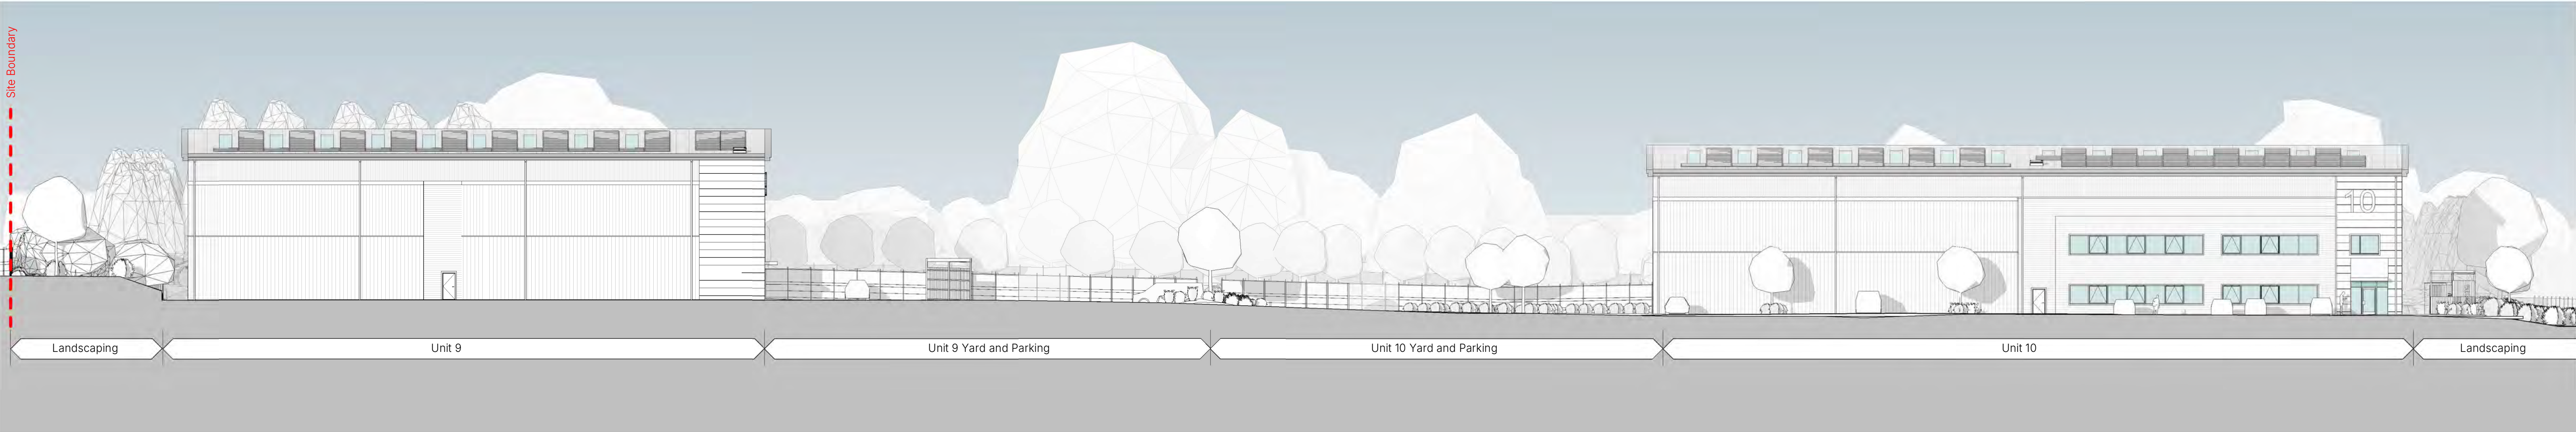 Site Boundary
10
Landscaping
Unit 9
Unit 9 Yard and Parking
Unit 10 Yard and Parking
Unit 10
Landscaping